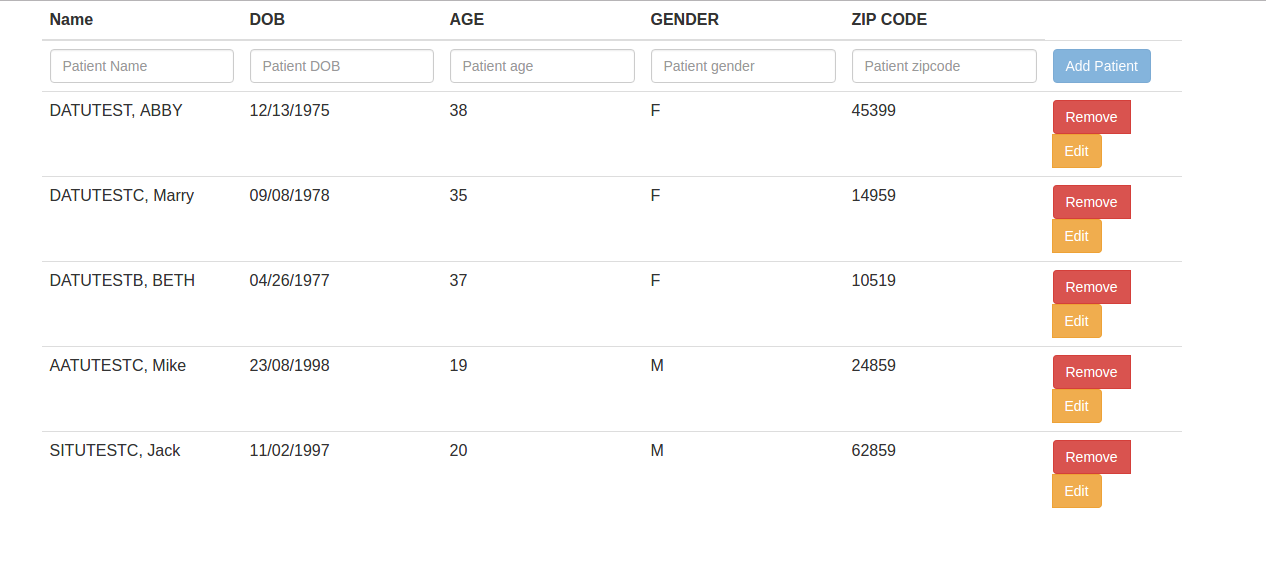 Name DOB AGE GENDER ZIP CODE
Patient Name Patient DOB Patient age Patient gender Patient zipcode Add Patient
DATUTEST, ABBY 12/13/1975 38 F 45399 Remove
Edit
DATUTESTC, Marry 09/08/1978 35 F 14959 Remove
Edit
DATUTESTB, BETH 04/26/1977 37 F 10519 Remove
Edit
AATUTESTC, Mike 23/08/1998 19 M 24859 Remove
Edit
SITUTESTC, Jack 11/02/1997 20 M 62859 Remove
Edit